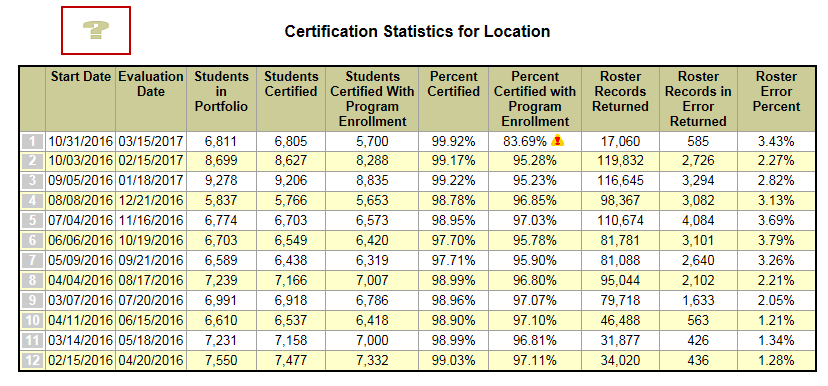 ?
Certification Statistics for Location
Start Date Evaluation Date Students in Portfolio Students Certified Students Certified With Program Enrollment Percent Certified Percent Certified with Program Enrollment Roster Records Returned Roster Records in Error Returned Roster Error Percent
1 10/31/2016 03/15/2017 6,811 6,805 5,700 99.92% 83.69% 17,060 585 3.43%
2 10/03/2016 02/15/2017 8,699 8,627 8,288 99.17% 95.28% 119,832 2,726 2.27%
3 09/05/2016 01/18/2017 9,278 9,206 8,835 99.22% 95.23% 116,645 3,294 2.82%
4 08/08/2016 12/21/2016 5,837 5,766 5,653 98.78% 96.85% 98,367 3,082 3.13%
5 07/04/2016 11/16/2016 6,774 6,703 6,573 98.95% 97.03% 110,674 4,084 3.69%
6 06/06/2016 10/19/2016 6,703 6,549 6,420 97.70% 95.78% 81,781 3,101 3.79%
7 05/09/2016 09/21/2016 6,589 6,438 6,319 97.71% 95.90% 81,088 2,640 3.26%
8 04/04/2016 08/17/2016 7,239 7,166 7,007 98.99% 96.80% 95,044 2,102 2.21%
9 03/07/2016 07/20/2016 6,991 6,918 6,786 98.96% 97.07% 79,718 1,633 2.05%
10 04/11/2016 06/15/2016 6,610 6,537 6,418 98.90% 97.10% 46,488 563 1.21%
11 03/14/2016 05/18/2016 7,231 7,158 7,000 98.99% 96.81% 31,877 426 1.34%
12 02/15/2016 04/20/2016 7,550 7,477 7,332 99.03% 97.11% 34,020 436 1.28%